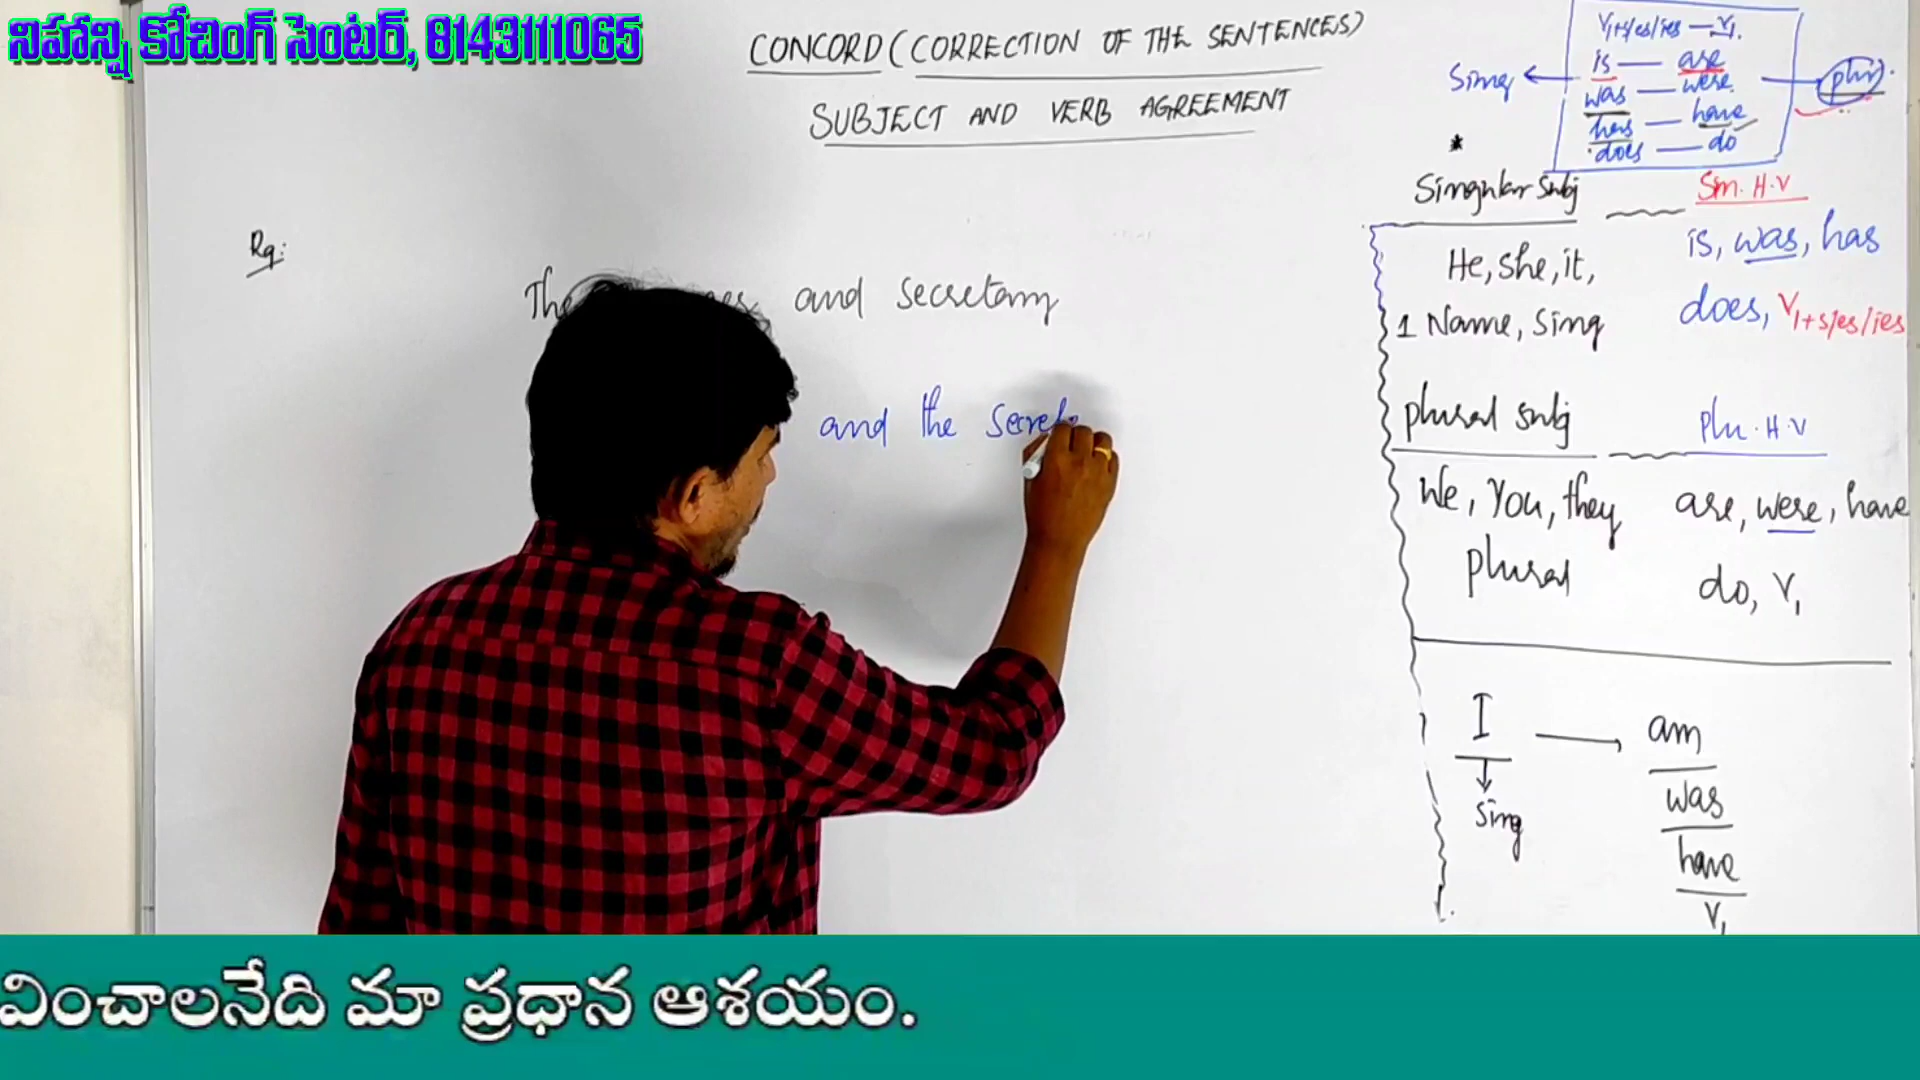 నిహాన్షి కోచింగ్ సెంటర్, 8143111065
CONCORD (CORRECTION OF THE SENTENCES)
SUBJECT AND VERB AGREEMENT
Rq:
The and secretary
and the Secret
V1+s/es/ies — V1.
Sing is — are plu).
was — were
has — have
does — do
*
Singular Subj Sin. H.V
He, she, it, is, was, has
1 Name, Sing does, V1+s/es/ies
plural subj Plu. H.V
We, You, they are, were, have
plural do, V1
I am
Sing was
have
V1
వించాలనేది మా ప్రధాన ఆశయం.